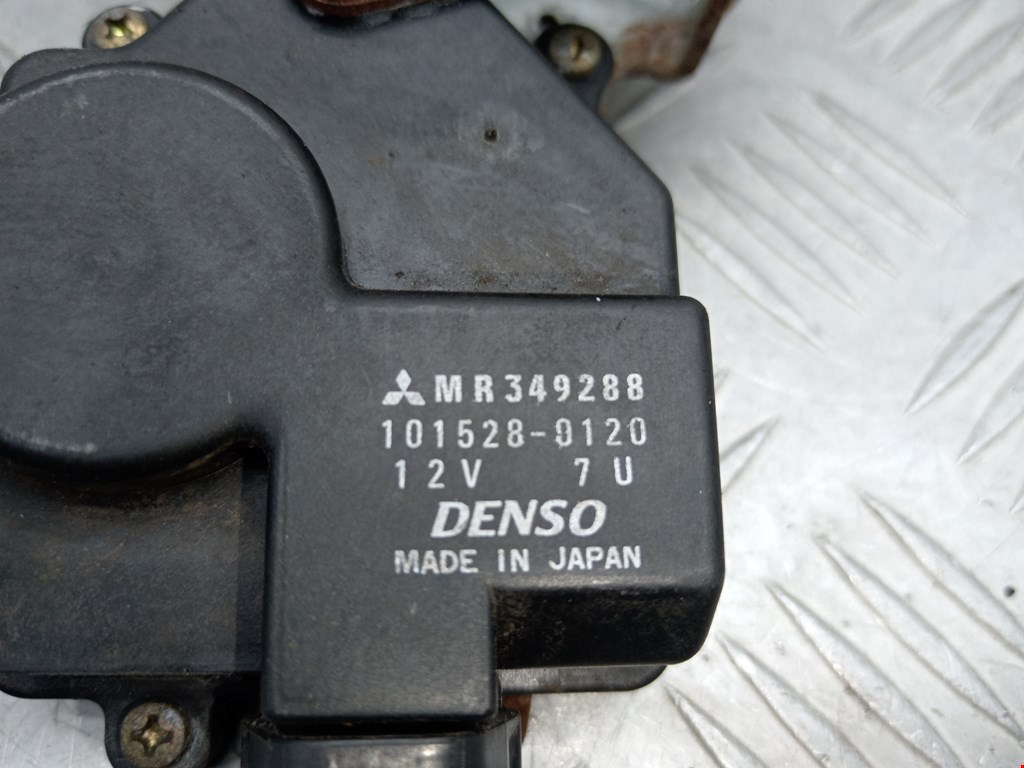 MR349288
101528-0120
12V 7U
DENSO
MADE IN JAPAN